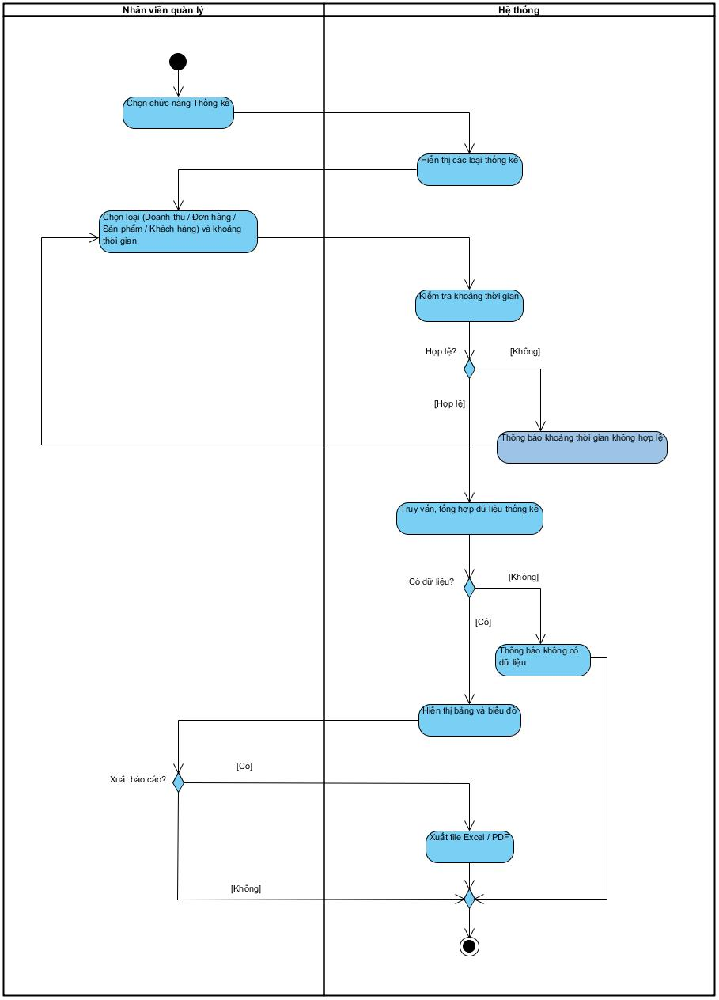 Nhân viên quản lý
Hệ thống
Chọn chức năng Thống kê
Hiển thị các loại thống kê
Chọn loại (Doanh thu / Đơn hàng /
Sản phẩm / Khách hàng) và khoảng
thời gian
Kiểm tra khoảng thời gian
Hợp lệ?
[Không]
[Hợp lệ]
Thông báo khoảng thời gian không hợp lệ
Truy vấn, tổng hợp dữ liệu thống kê
Có dữ liệu?
[Không]
[Có]
Thông báo không có
dữ liệu
Hiển thị bảng và biểu đồ
[Có]
Xuất báo cáo?
Xuất file Excel / PDF
[Không]